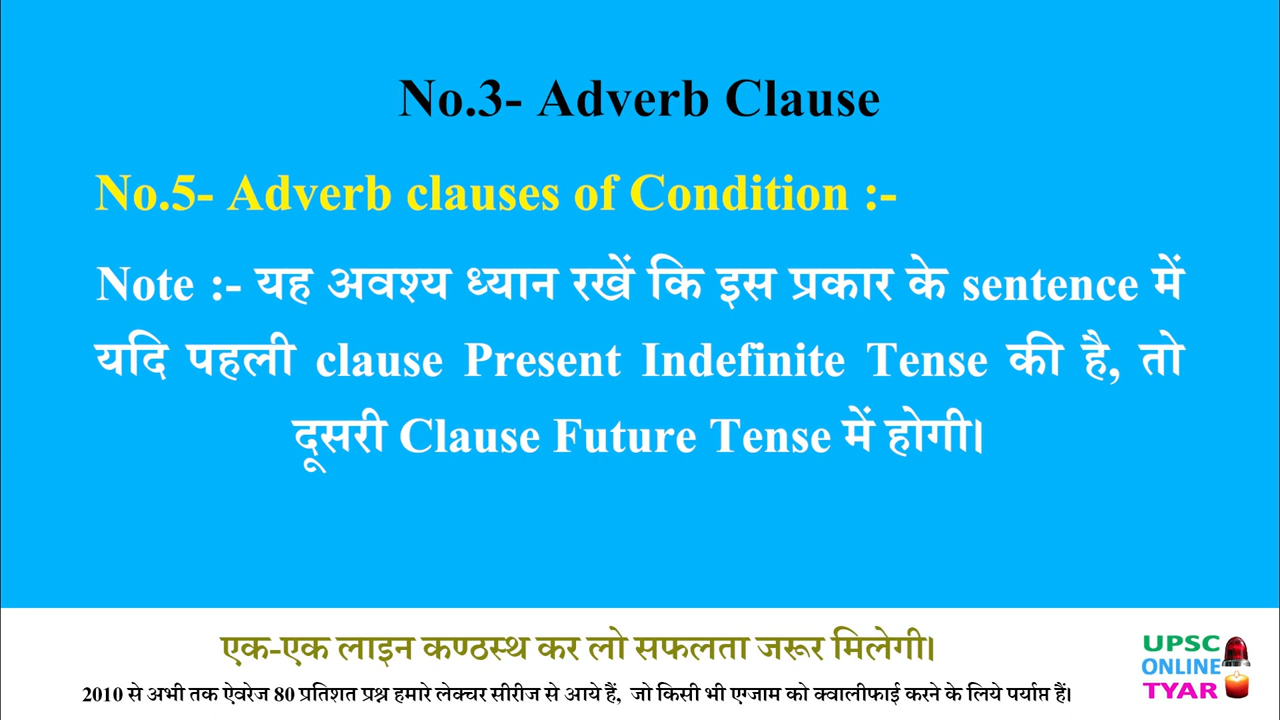 No.3- Adverb Clause
No.5- Adverb clauses of Condition :-
Note :- यह अवश्य ध्यान रखें कि इस प्रकार के sentence में
यदि पहली clause Present Indefinite Tense की है, तो
दूसरी Clause Future Tense में होगी।
एक-एक लाइन कण्ठस्थ कर लो सफलता जरूर मिलेगी।
2010 से अभी तक ऐवरेज 80 प्रतिशत प्रश्न हमारे लेक्चर सीरीज से आये हैं, जो किसी भी एग्जाम को क्वालीफाई करने के लिये पर्याप्त हैं।
UPSC
ONLINE
TYAR